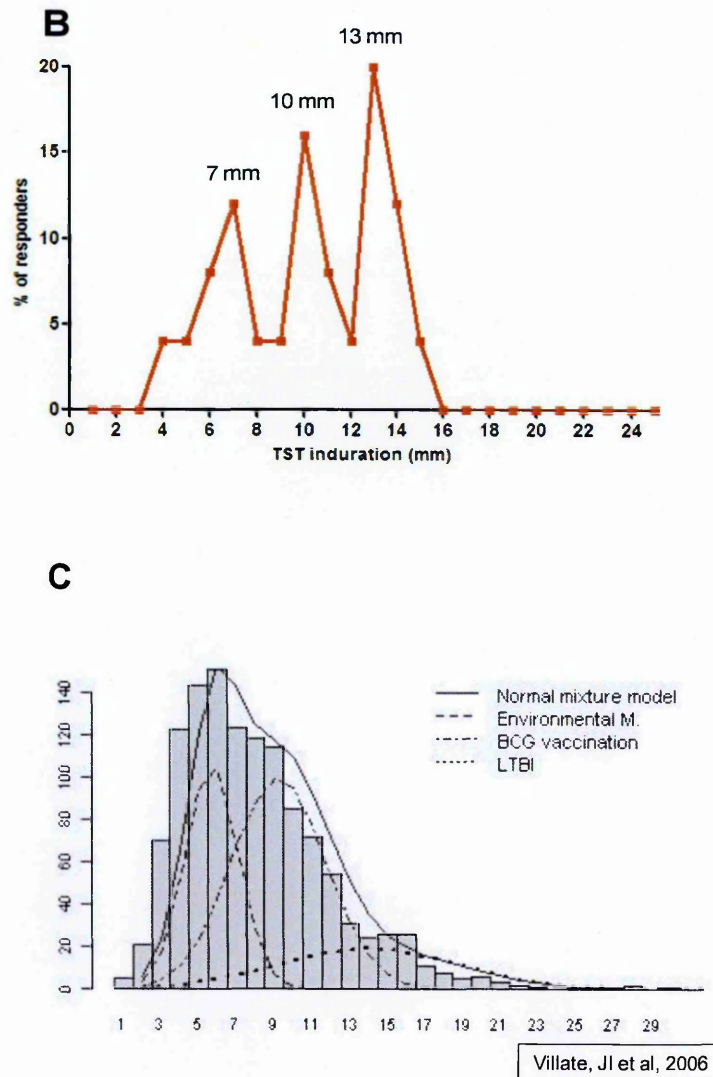 B
13 mm
10 mm
7 mm
% of responders
20
15
10
5
0
0 2 4 6 8 10 12 14 16 18 20 22 24
TST induration (mm)
C
Normal mixture model
Environmental M.
BCG vaccination
LTBI
140
120
100
80
60
40
20
0
1 3 5 7 9 11 13 15 17 19 21 23 25 27 29
Villate, JI et al, 2006